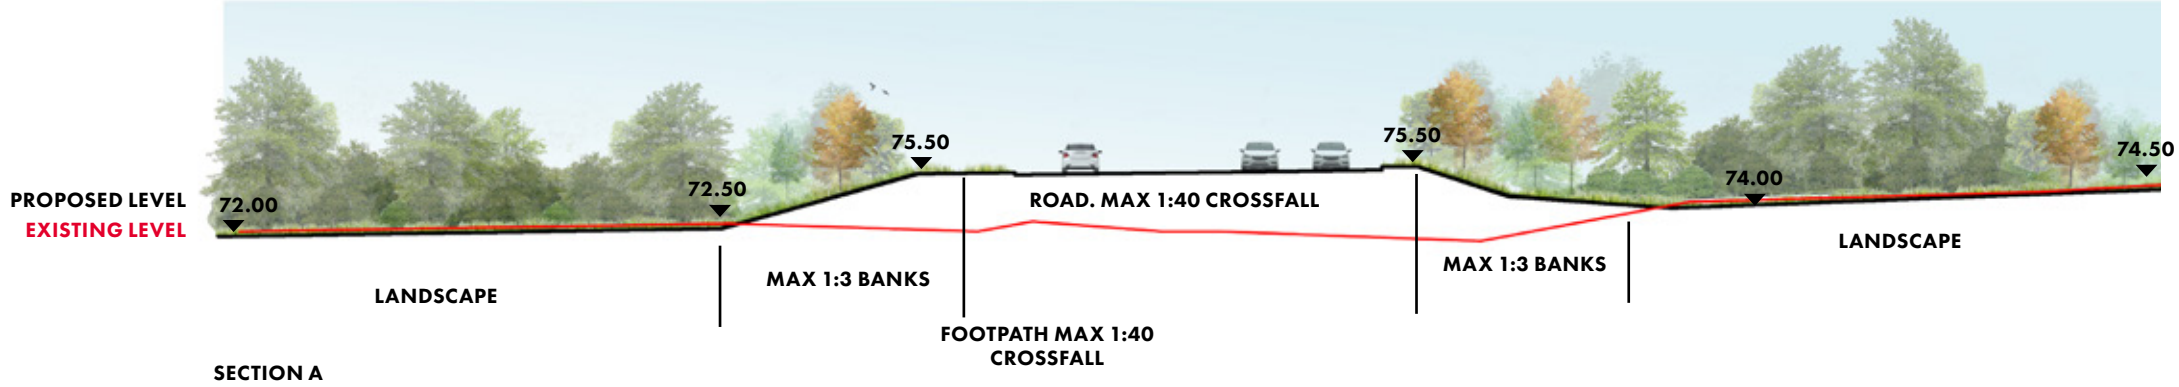 75.50
75.50
74.50
74.00
72.50
72.00
PROPOSED LEVEL
EXISTING LEVEL
ROAD. MAX 1:40 CROSSFALL
LANDSCAPE
MAX 1:3 BANKS
MAX 1:3 BANKS
LANDSCAPE
FOOTPATH MAX 1:40
CROSSFALL
SECTION A